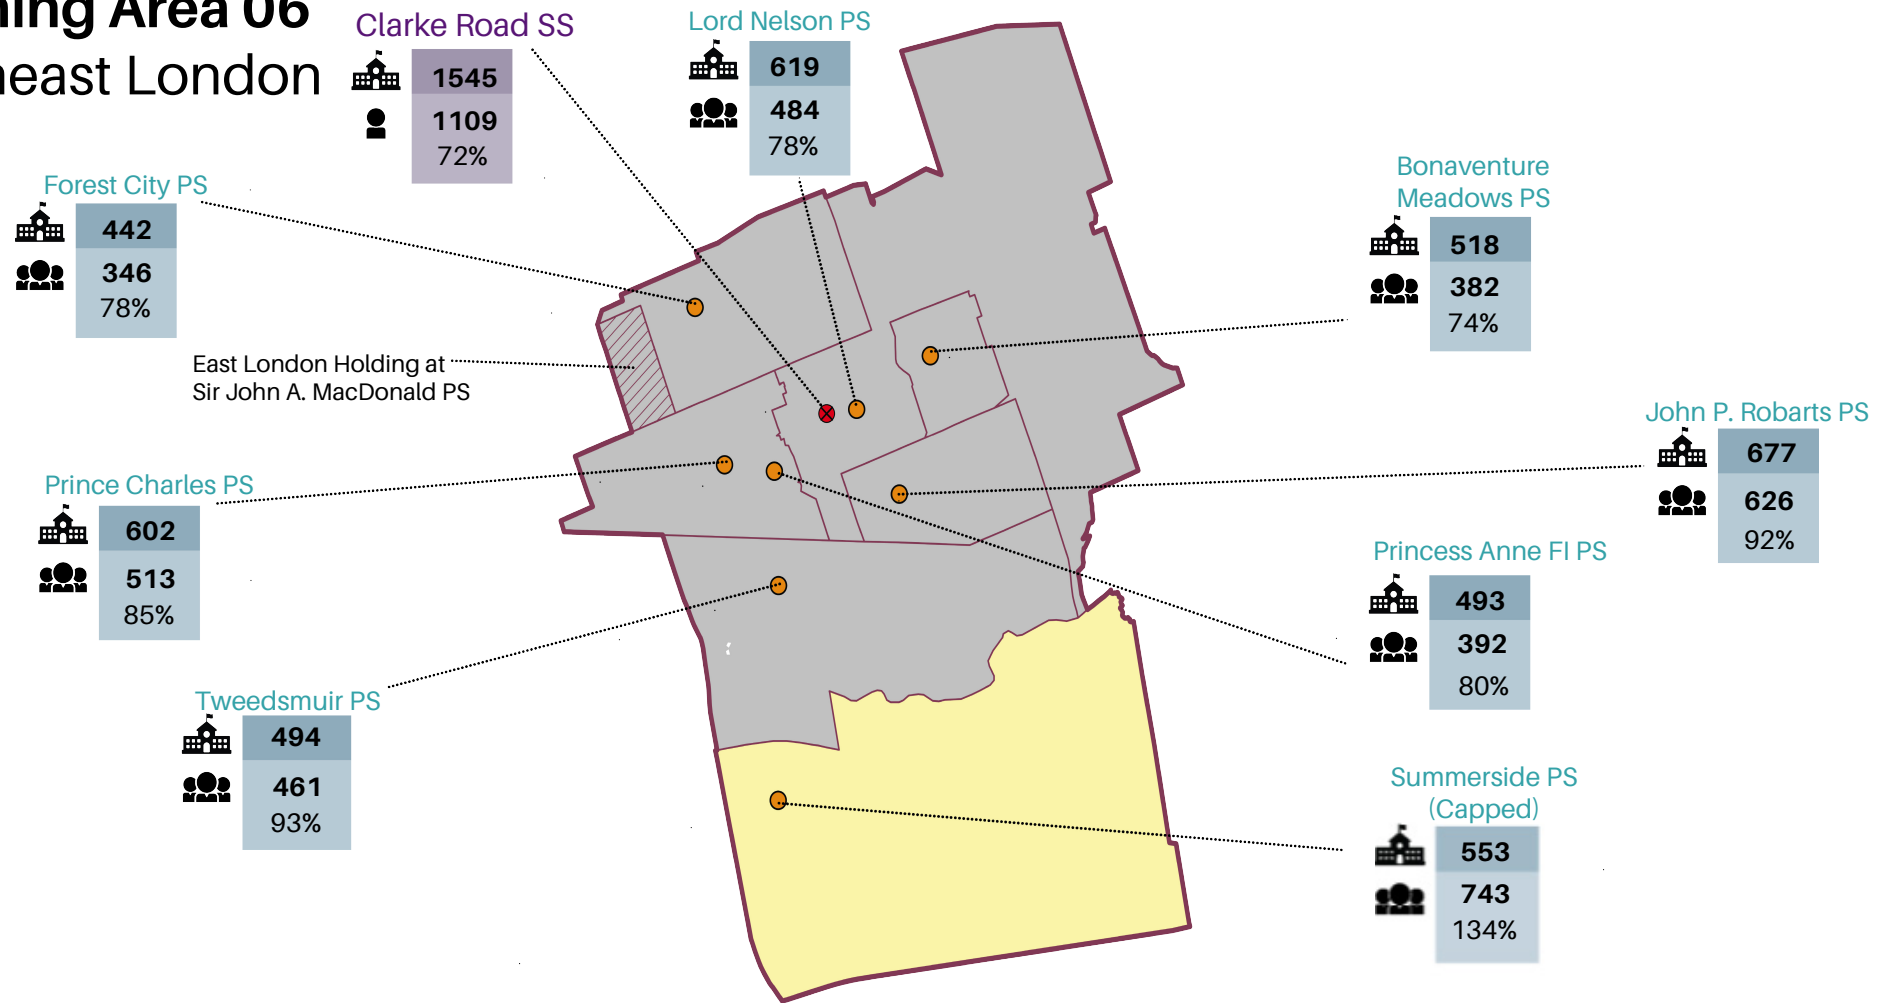 ning Area 06
neast London
Clarke Road SS
1545
1109
72%
Lord Nelson PS
619
484
78%
Bonaventure
Meadows PS
518
382
74%
Forest City PS
442
346
78%
East London Holding at
Sir John A. MacDonald PS
John P. Robarts PS
677
626
92%
Prince Charles PS
602
513
85%
Princess Anne FI PS
493
392
80%
Tweedsmuir PS
494
461
93%
Summerside PS
(Capped)
553
743
134%